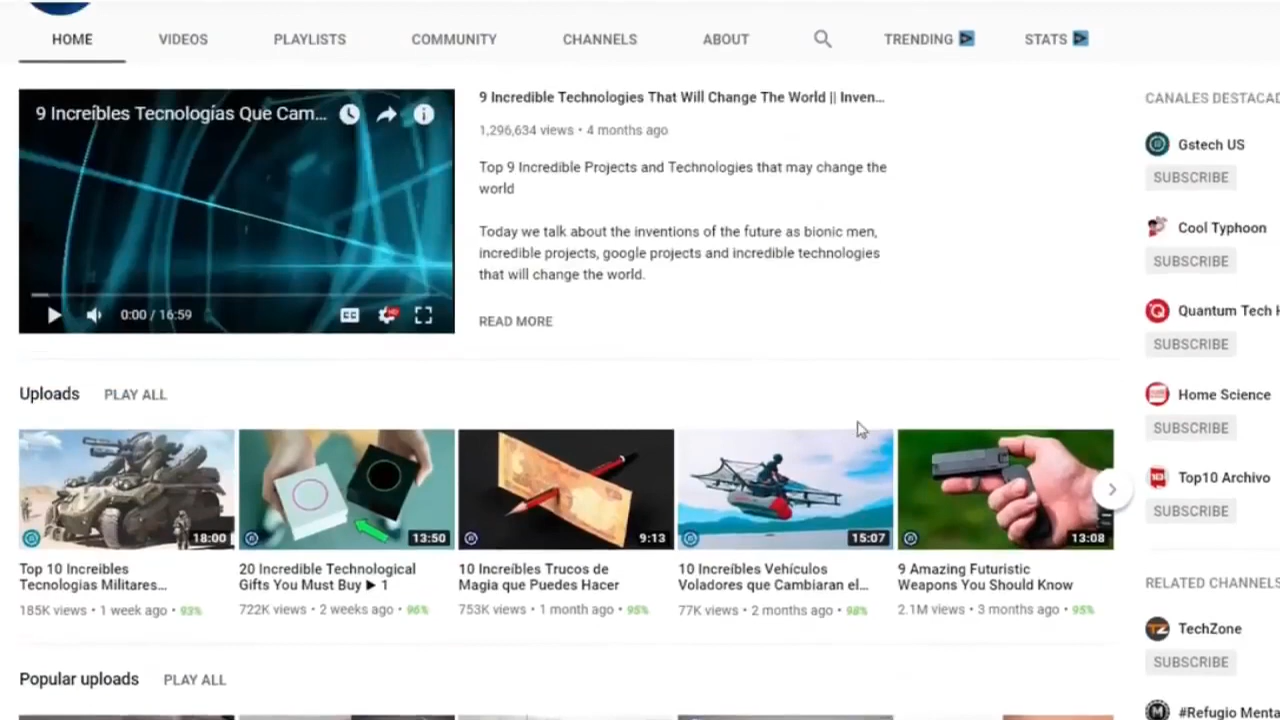 HOME VIDEOS PLAYLISTS COMMUNITY CHANNELS ABOUT TRENDING STATS
9 Increíbles Tecnologías Que Cam...
0:00 / 16:59
CC
HD
9 Incredible Technologies That Will Change The World || Inven...
1,296,634 views • 4 months ago
Top 9 Incredible Projects and Technologies that may change the
world
Today we talk about the inventions of the future as bionic men,
incredible projects, google projects and incredible technologies
that will change the world.
READ MORE
Uploads PLAY ALL
18:00
Top 10 Increibles
Tecnologias Militares...
185K views • 1 week ago • 93%
13:50
20 Incredible Technological
Gifts You Must Buy ▶ 1
722K views • 2 weeks ago • 96%
9:13
10 Increíbles Trucos de
Magia que Puedes Hacer
753K views • 1 month ago • 95%
15:07
10 Increíbles Vehículos
Voladores que Cambiaran el...
77K views • 2 months ago • 98%
13:08
9 Amazing Futuristic
Weapons You Should Know
2.1M views • 3 months ago • 95%
Popular uploads PLAY ALL
CANALES DESTACAD
Gstech US
SUBSCRIBE
Cool Typhoon
SUBSCRIBE
Quantum Tech H
SUBSCRIBE
Home Science
SUBSCRIBE
Top10 Archivo
SUBSCRIBE
RELATED CHANNELS
TZ
TechZone
SUBSCRIBE
#Refugio Menta